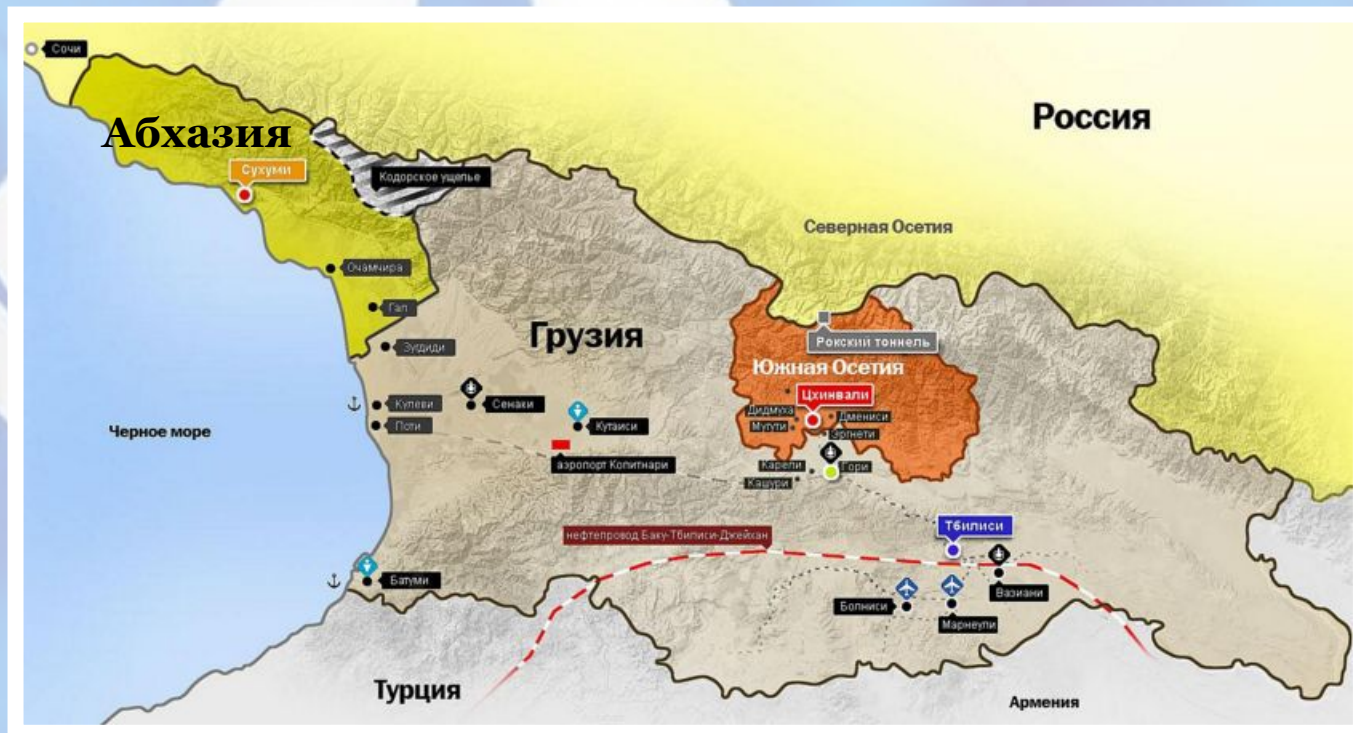 Сочи
Абхазия
Россия
Сухуми
Кодорское ущелье
Северная Осетия
Очамчира
Гал
Грузия
Зугдиди
Рокский тоннель
Южная Осетия
Цхинвали
Кулеви
Сенаки
Дидмуха
Дмениси
Черное море
Поти
Кутаиси
Мугути
Эргнети
аэропорт Копитнари
Карели
Гори
Кашури
Тбилиси
нефтепровод Баку-Тбилиси-Джейхан
Батуми
Вазиани
Болниси
Марнеули
Турция
Армения